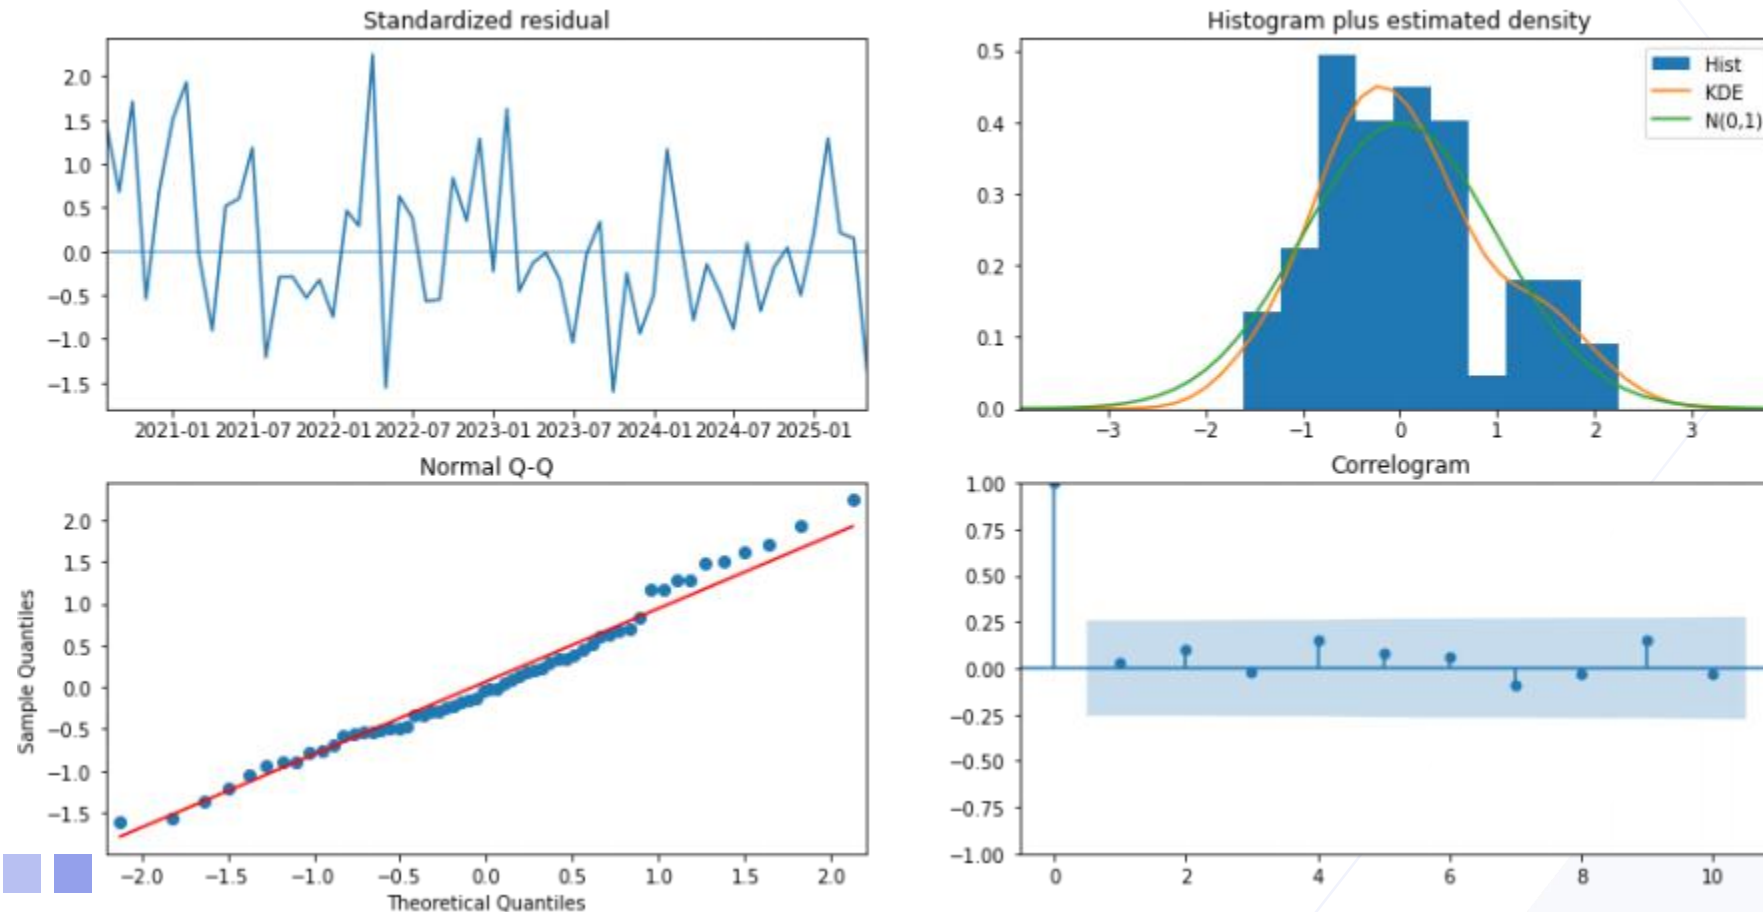 Standardized residual
2.0
1.5
1.0
0.5
0.0
−0.5
−1.0
−1.5
2021-01 2021-07 2022-01 2022-07 2023-01 2023-07 2024-01 2024-07 2025-01
Histogram plus estimated density
0.5
0.4
0.3
0.2
0.1
0.0
Hist
KDE
N(0,1)
−3 −2 −1 0 1 2 3
Normal Q-Q
Sample Quantiles
2.0
1.5
1.0
0.5
0.0
−0.5
−1.0
−1.5
−2.0 −1.5 −1.0 −0.5 0.0 0.5 1.0 1.5 2.0
Theoretical Quantiles
Correlogram
1.00
0.75
0.50
0.25
0.00
−0.25
−0.50
−0.75
−1.00
0 2 4 6 8 10